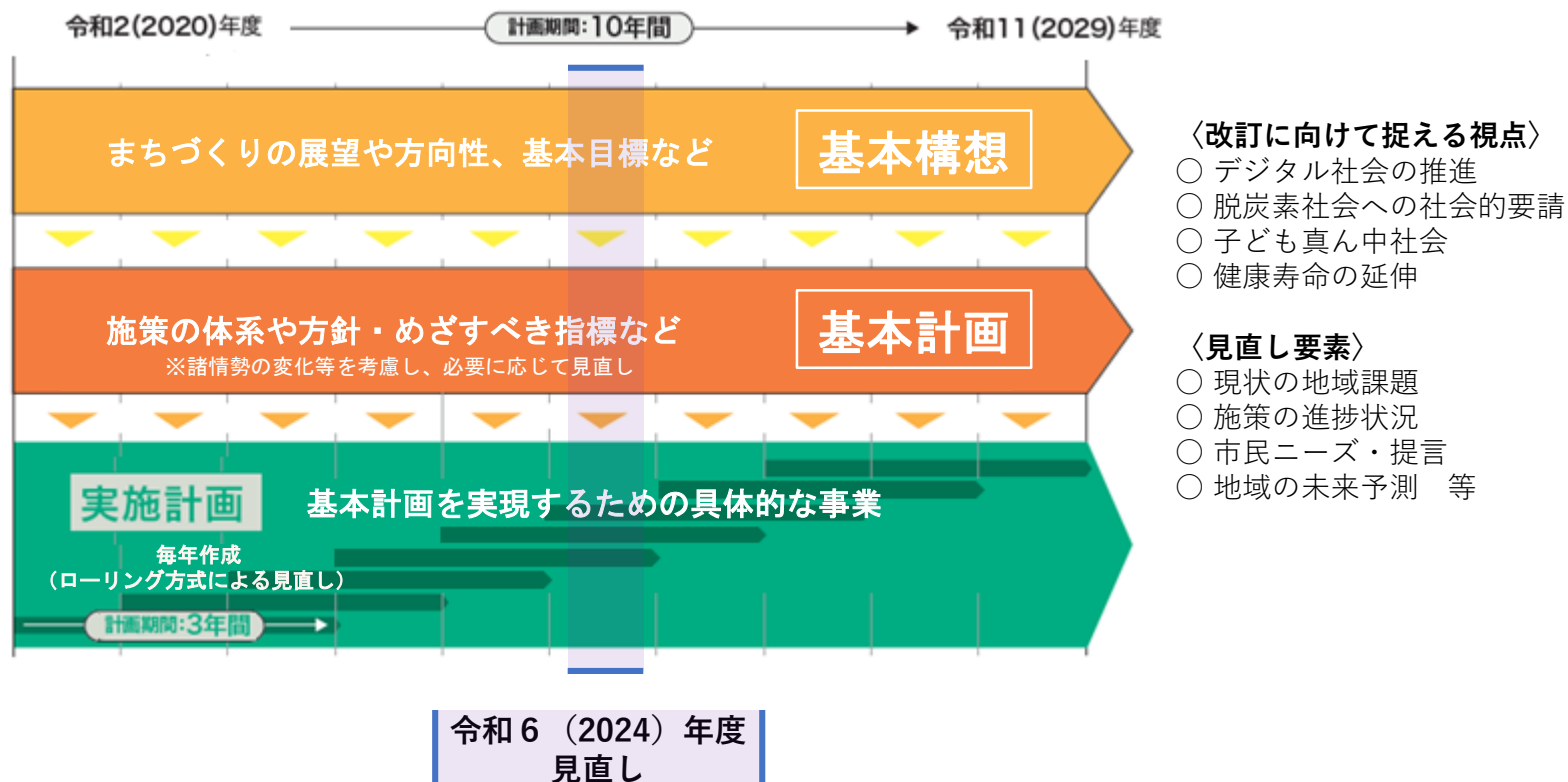 令和2(2020)年度
計画期間:10年間
令和11(2029)年度
まちづくりの展望や方向性、基本目標など
基本構想
施策の体系や方針・めざすべき指標など
※諸情勢の変化等を考慮し、必要に応じて見直し
基本計画
実施計画
基本計画を実現するための具体的な事業
毎年作成
（ローリング方式による見直し）
計画期間:3年間
令和６（2024）年度
見直し
〈改訂に向けて捉える視点〉
○ デジタル社会の推進
○ 脱炭素社会への社会的要請
○ 子ども真ん中社会
○ 健康寿命の延伸
〈見直し要素〉
○ 現状の地域課題
○ 施策の進捗状況
○ 市民ニーズ・提言
○ 地域の未来予測　等